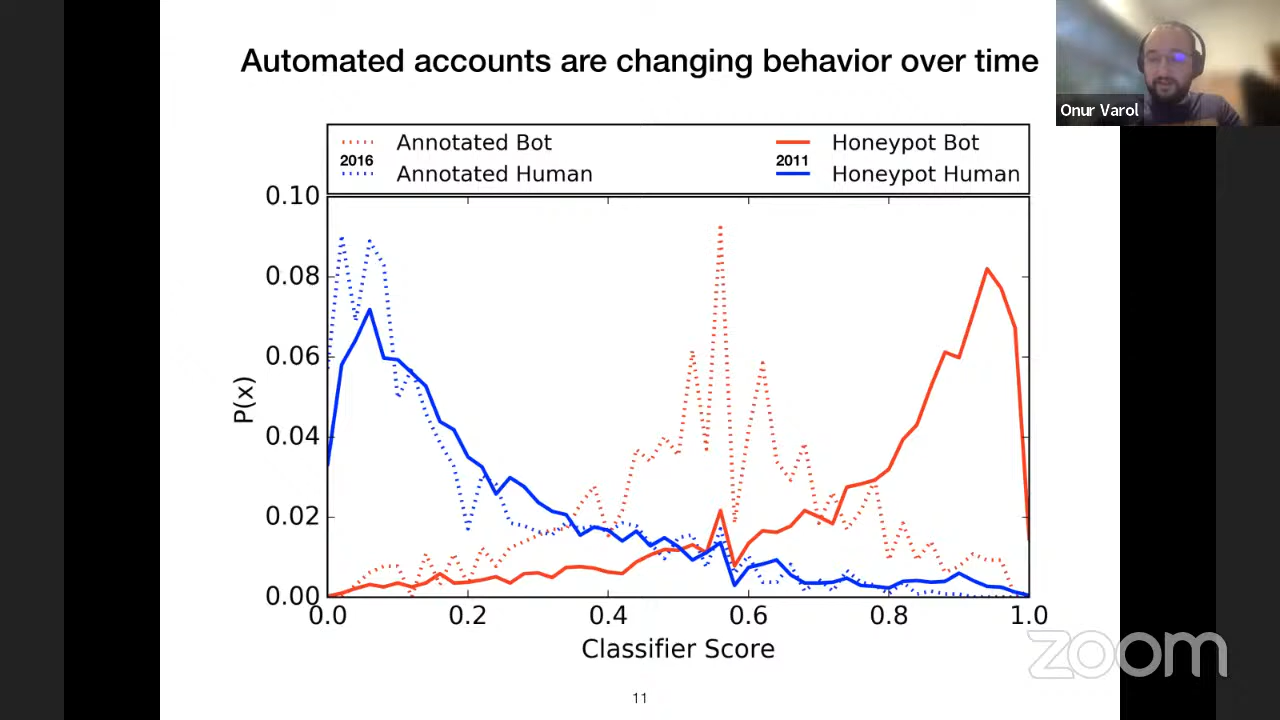 Automated accounts are changing behavior over time
Onur Varol
Annotated Bot
2016
Annotated Human
Honeypot Bot
2011
Honeypot Human
0.10
0.08
0.06
0.04
0.02
0.00
P(x)
0.0 0.2 0.4 0.6 0.8 1.0
Classifier Score
zoom
11